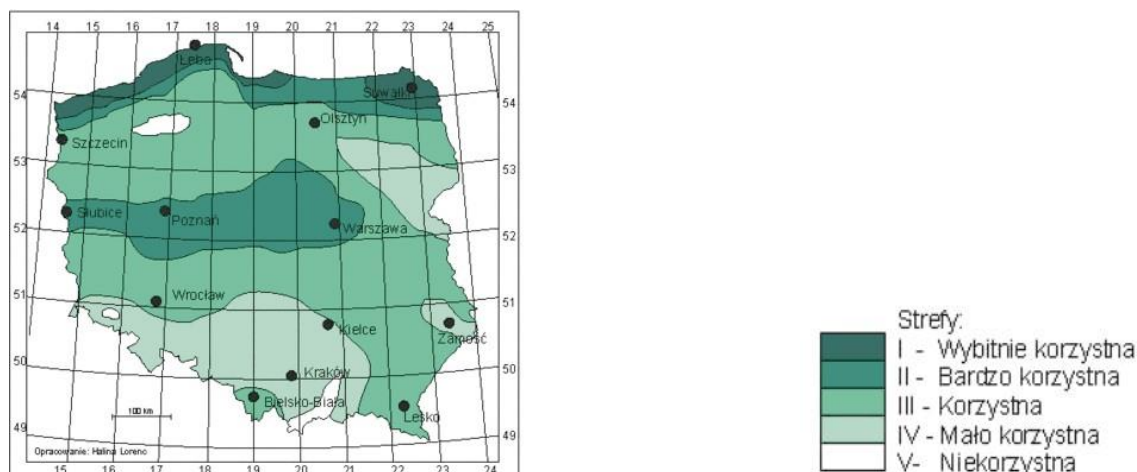 14 15 16 17 18 19 20 21 22 23 24 25
Łeba
54 Suwałki 54
Olsztyn
Szczecin
53 53
Słubice Poznań
52 Warszawa 52
51 Wrocław 51
Kielce Zamość
50 Kraków 50
Bielsko-Biała
100 km Lesko
49 49
Opracowanie: Halina Lorenc
15 16 17 18 19 20 21 22 23 24
Strefy:
I - Wybitnie korzystna
II - Bardzo korzystna
III - Korzystna
IV - Mało korzystna
V- Niekorzystna